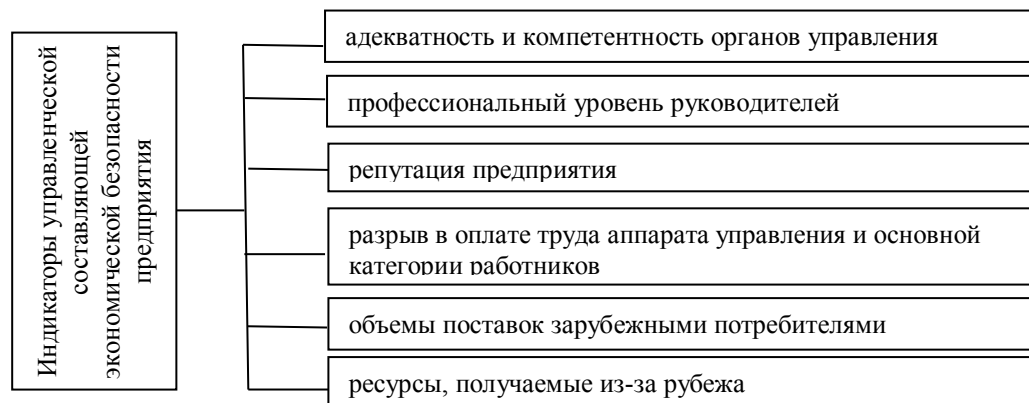 Индикаторы управленческой
составляющей
экономической безопасности
предприятия
адекватность и компетентность органов управления
профессиональный уровень руководителей
репутация предприятия
разрыв в оплате труда аппарата управления и основной
категории работников
объемы поставок зарубежными потребителями
ресурсы, получаемые из-за рубежа